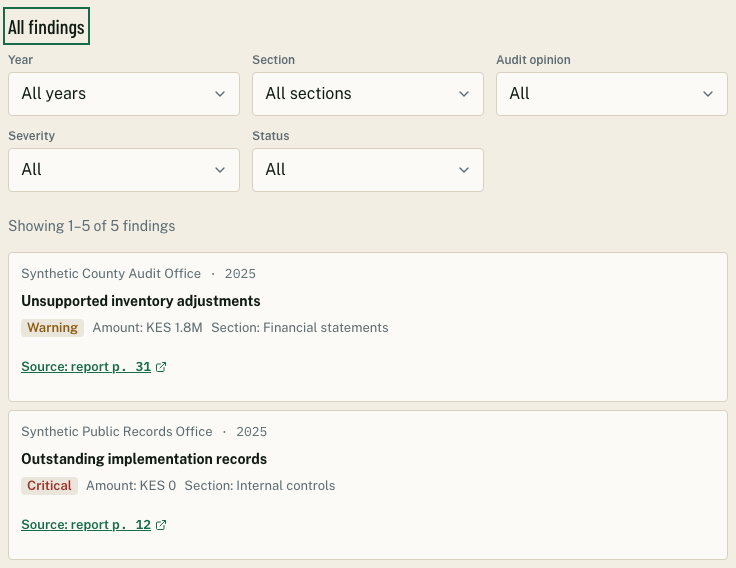 All findings
Year
Section
Audit opinion
All years
All sections
All
Severity
Status
All
All
Showing 1–5 of 5 findings
Synthetic County Audit Office · 2025
Unsupported inventory adjustments
Warning Amount: KES 1.8M Section: Financial statements
Source: report p. 31
Synthetic Public Records Office · 2025
Outstanding implementation records
Critical Amount: KES 0 Section: Internal controls
Source: report p. 12